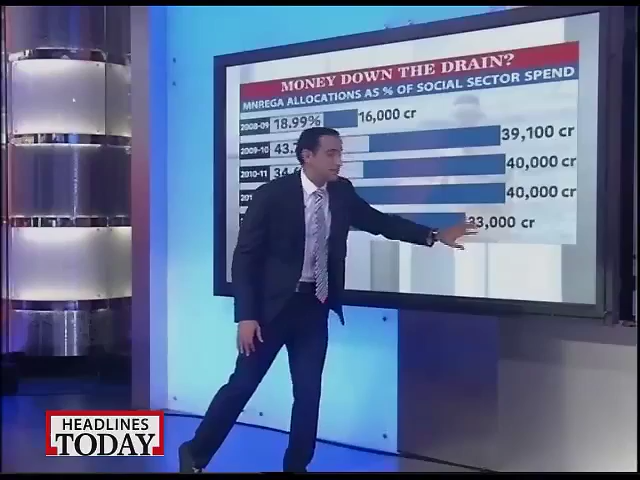 MONEY DOWN THE DRAIN?
MNREGA ALLOCATIONS AS % OF SOCIAL SECTOR SPEND
2008-09 18.99% 16,000 cr
2009-10 39,100 cr
2010-11 40,000 cr
40,000 cr
33,000 cr
HEADLINES
TODAY